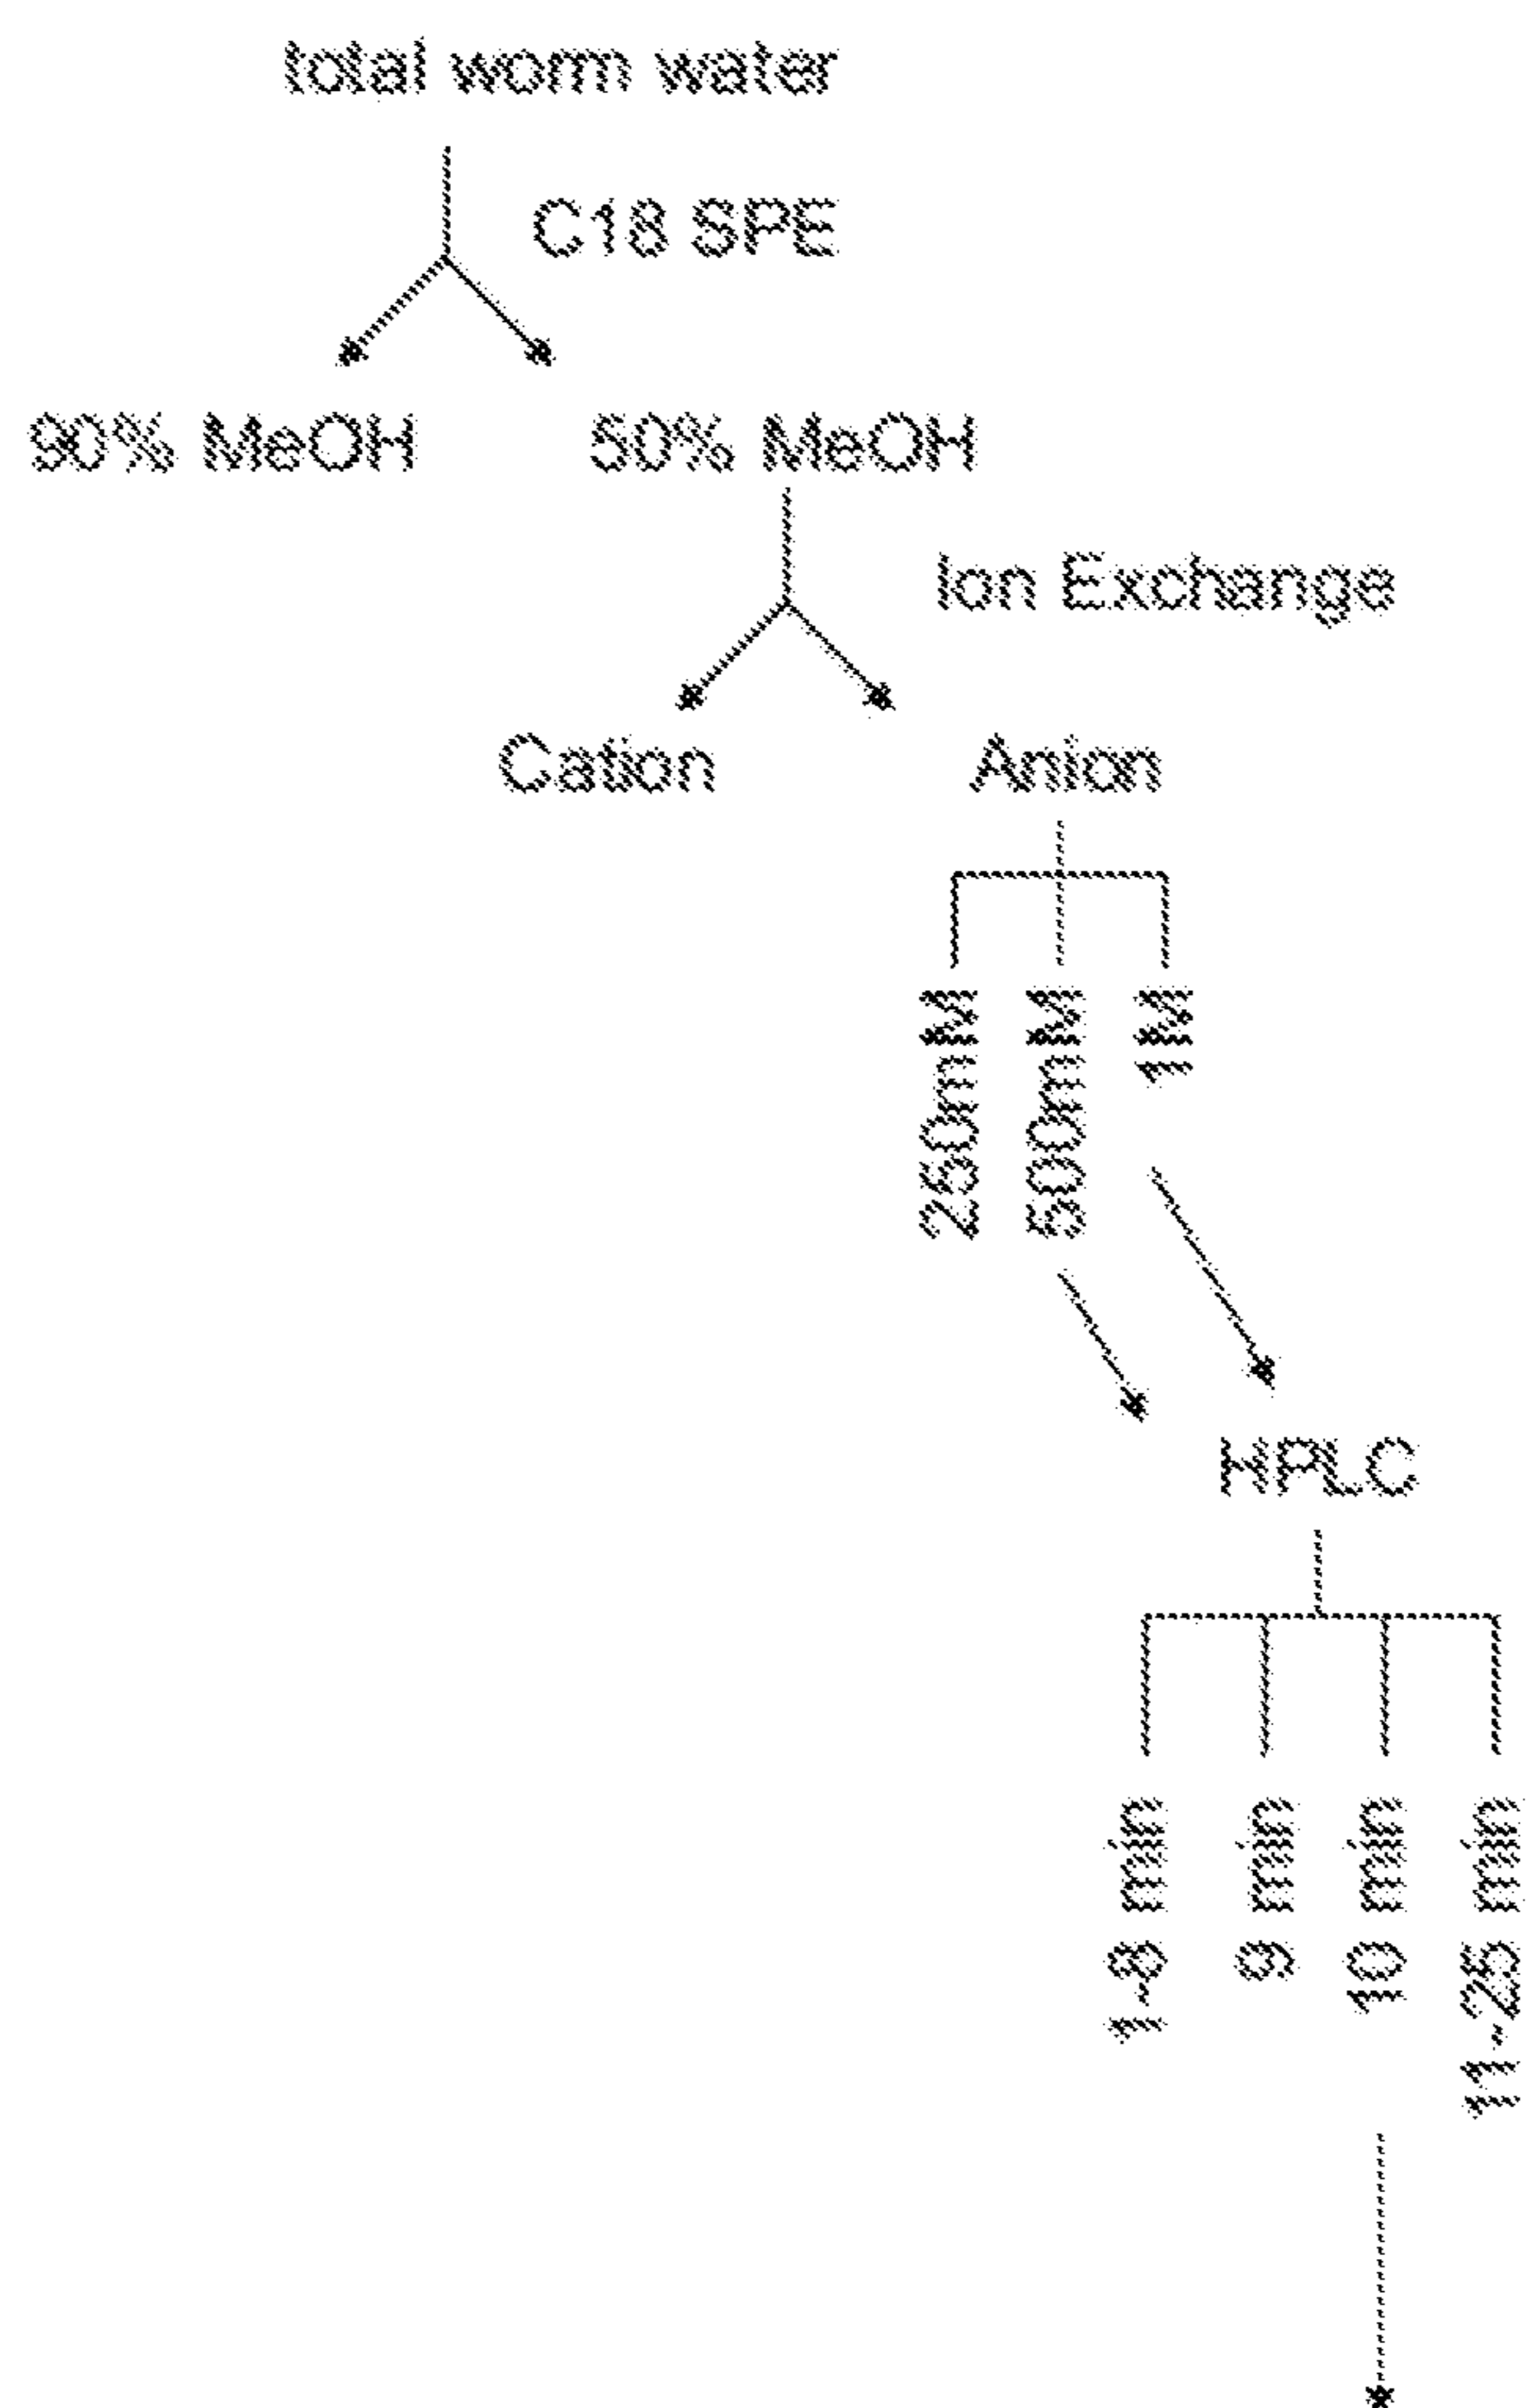 total worm water
C18 SPE
90% MeOH
50% MeOH
Ion Exchange
Cation
Anion
250mM
500mM
1M
HPLC
1-8 min
9 min
10 min
11-25 min